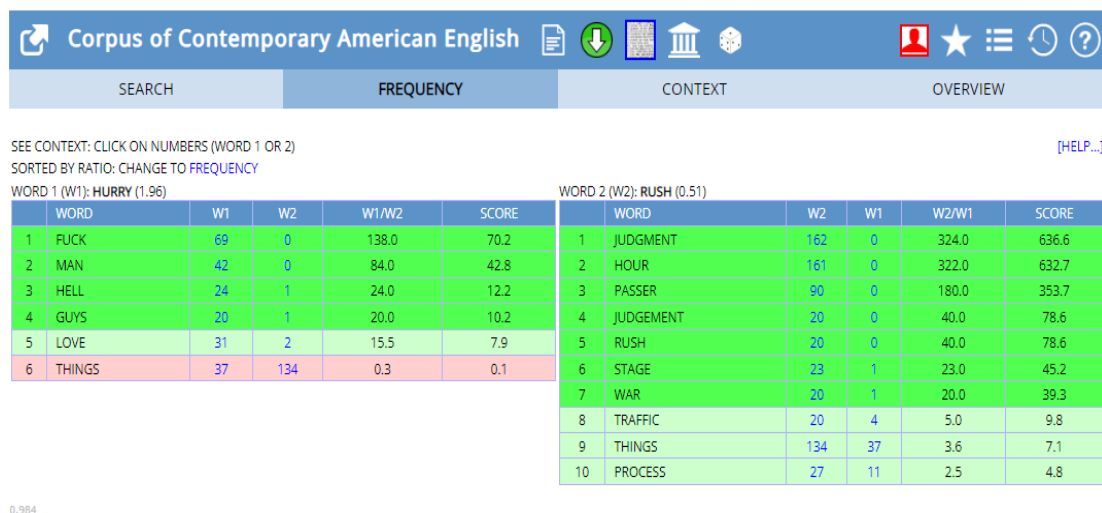 Corpus of Contemporary American English
SEARCH FREQUENCY CONTEXT OVERVIEW
SEE CONTEXT: CLICK ON NUMBERS (WORD 1 OR 2) [HELP...]
SORTED BY RATIO: CHANGE TO FREQUENCY
WORD 1 (W1): HURRY (1.96)
WORD W1 W2 W1/W2 SCORE
1 FUCK 69 0 138.0 70.2
2 MAN 42 0 84.0 42.8
3 HELL 24 1 24.0 12.2
4 GUYS 20 1 20.0 10.2
5 LOVE 31 2 15.5 7.9
6 THINGS 37 134 0.3 0.1
WORD 2 (W2): RUSH (0.51)
WORD W2 W1 W2/W1 SCORE
1 JUDGMENT 162 0 324.0 636.6
2 HOUR 161 0 322.0 632.7
3 PASSER 90 0 180.0 353.7
4 JUDGEMENT 20 0 40.0 78.6
5 RUSH 20 0 40.0 78.6
6 STAGE 23 1 23.0 45.2
7 WAR 20 1 20.0 39.3
8 TRAFFIC 20 4 5.0 9.8
9 THINGS 134 37 3.6 7.1
10 PROCESS 27 11 2.5 4.8
0.984